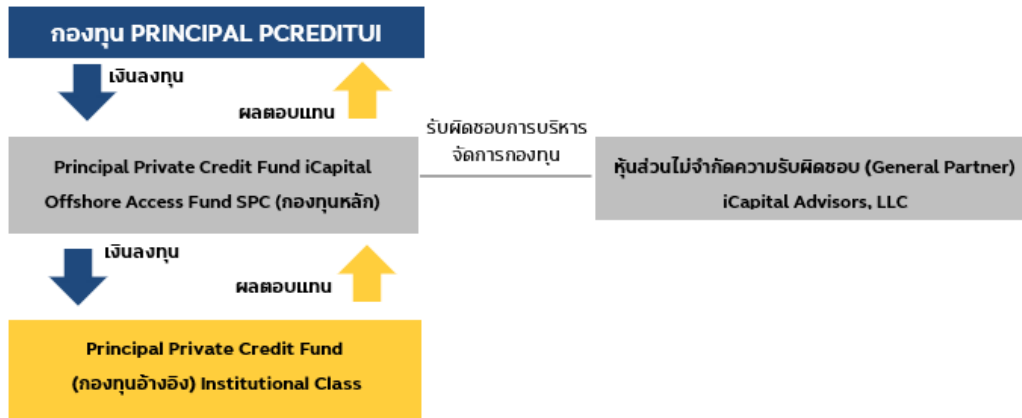 กองทุน PRINCIPAL PCREDITUI
เงินลงทุน
ผลตอบแทน
Principal Private Credit Fund iCapital
Offshore Access Fund SPC (กองทุนหลัก)
รับผิดชอบการบริหาร
จัดการกองทุน
หุ้นส่วนไม่จำกัดความรับผิดชอบ (General Partner)
iCapital Advisors, LLC
เงินลงทุน
ผลตอบแทน
Principal Private Credit Fund
(กองทุนอ้างอิง) Institutional Class